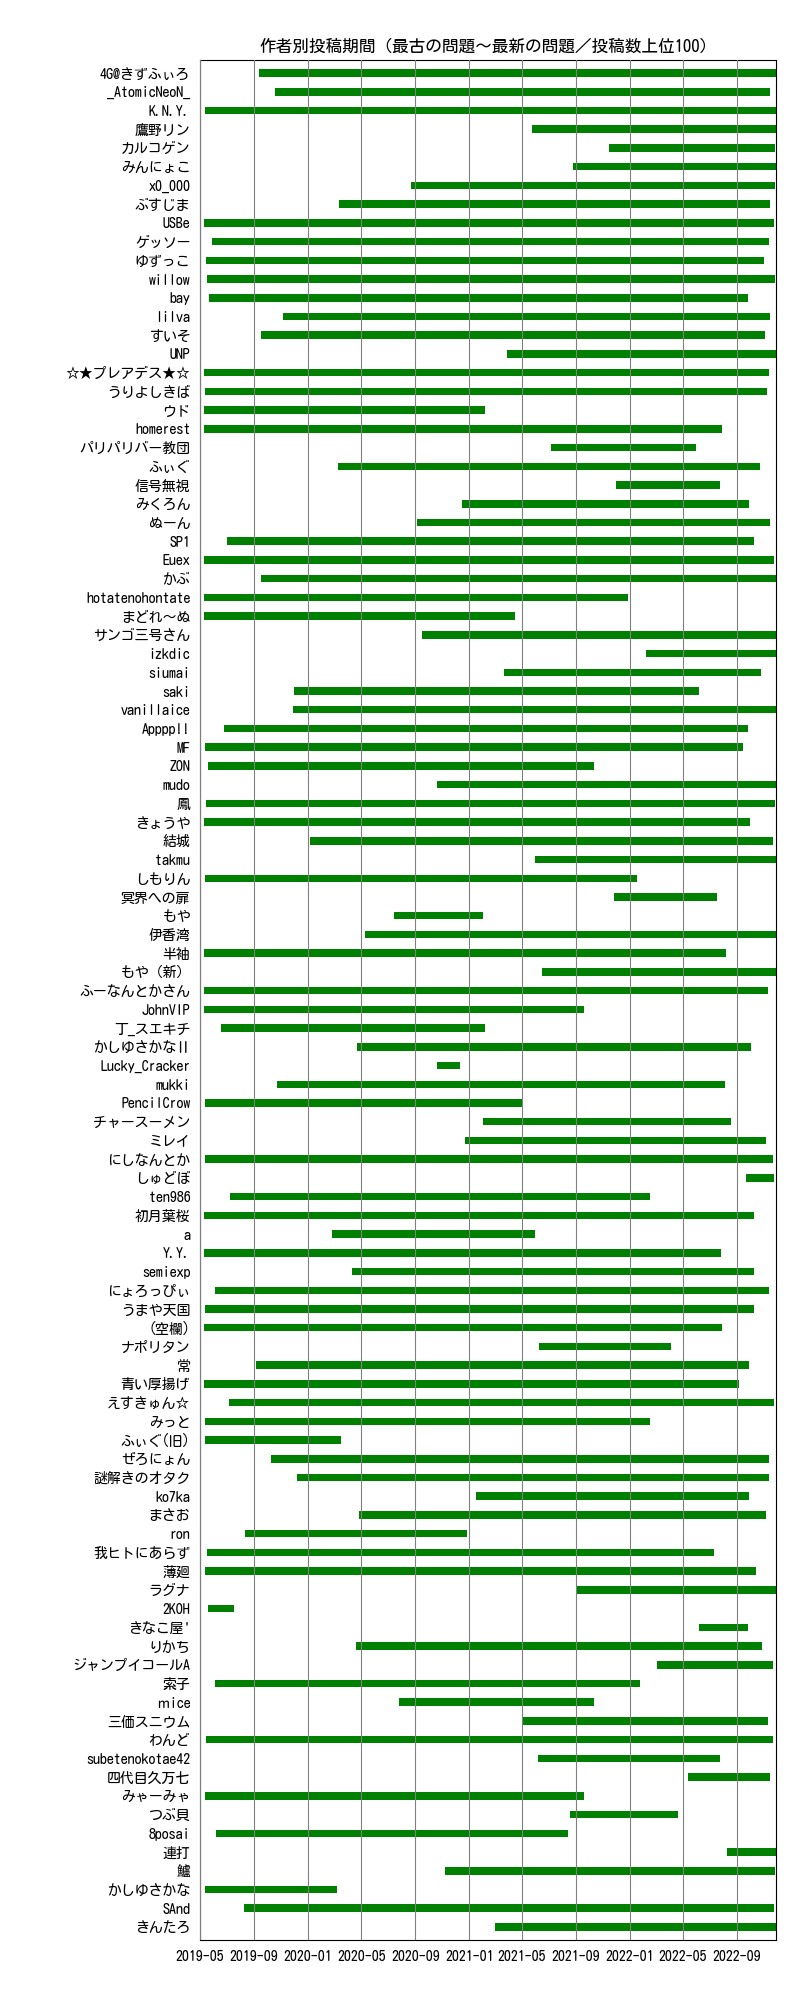 作者別投稿期間（最古の問題～最新の問題／投稿数上位100）
4G@きずふぃろ
_AtomicNeoN_
K.N.Y.
鷹野リン
カルコゲン
みんにょこ
x0_000
ぶすじま
USBe
ゲッソー
ゆずっこ
willow
bay
lilva
すいそ
UNP
☆★プレアデス★☆
うりよしきば
ウド
homerest
パリパリバー教団
ふぃぐ
信号無視
みくろん
ぬーん
SP1
Euex
かぶ
hotatenohontate
まどれ～ぬ
サンゴ三号さん
izkdic
siumai
saki
vanillaice
Appppll
MF
ZON
mudo
鳳
きょうや
結城
takmu
しもりん
冥界への扉
もや
伊香湾
半袖
もや（新）
ふーなんとかさん
JohnVIP
丁_スエキチ
かしゆさかなII
Lucky_Cracker
mukki
PencilCrow
チャースーメン
ミレイ
にしなんとか
しゅどぼ
ten986
初月葉桜
a
Y.Y.
semiexp
にょろっぴぃ
うまや天国
(空欄)
ナポリタン
常
青い厚揚げ
えすきゅん☆
みっと
ふぃぐ(旧)
ぜろにょん
謎解きのオタク
ko7ka
まさお
ron
我ヒトにあらず
薄廻
ラグナ
2KOH
きなこ屋'
りかち
ジャンプイコールA
索子
mice
三価スニウム
わんど
subetenokotae42
四代目久万七
みゃーみゃ
つぶ貝
8posai
連打
鱸
かしゆさかな
SAnd
きんたろ
2019-05 2019-09 2020-01 2020-05 2020-09 2021-01 2021-05 2021-09 2022-01 2022-05 2022-09